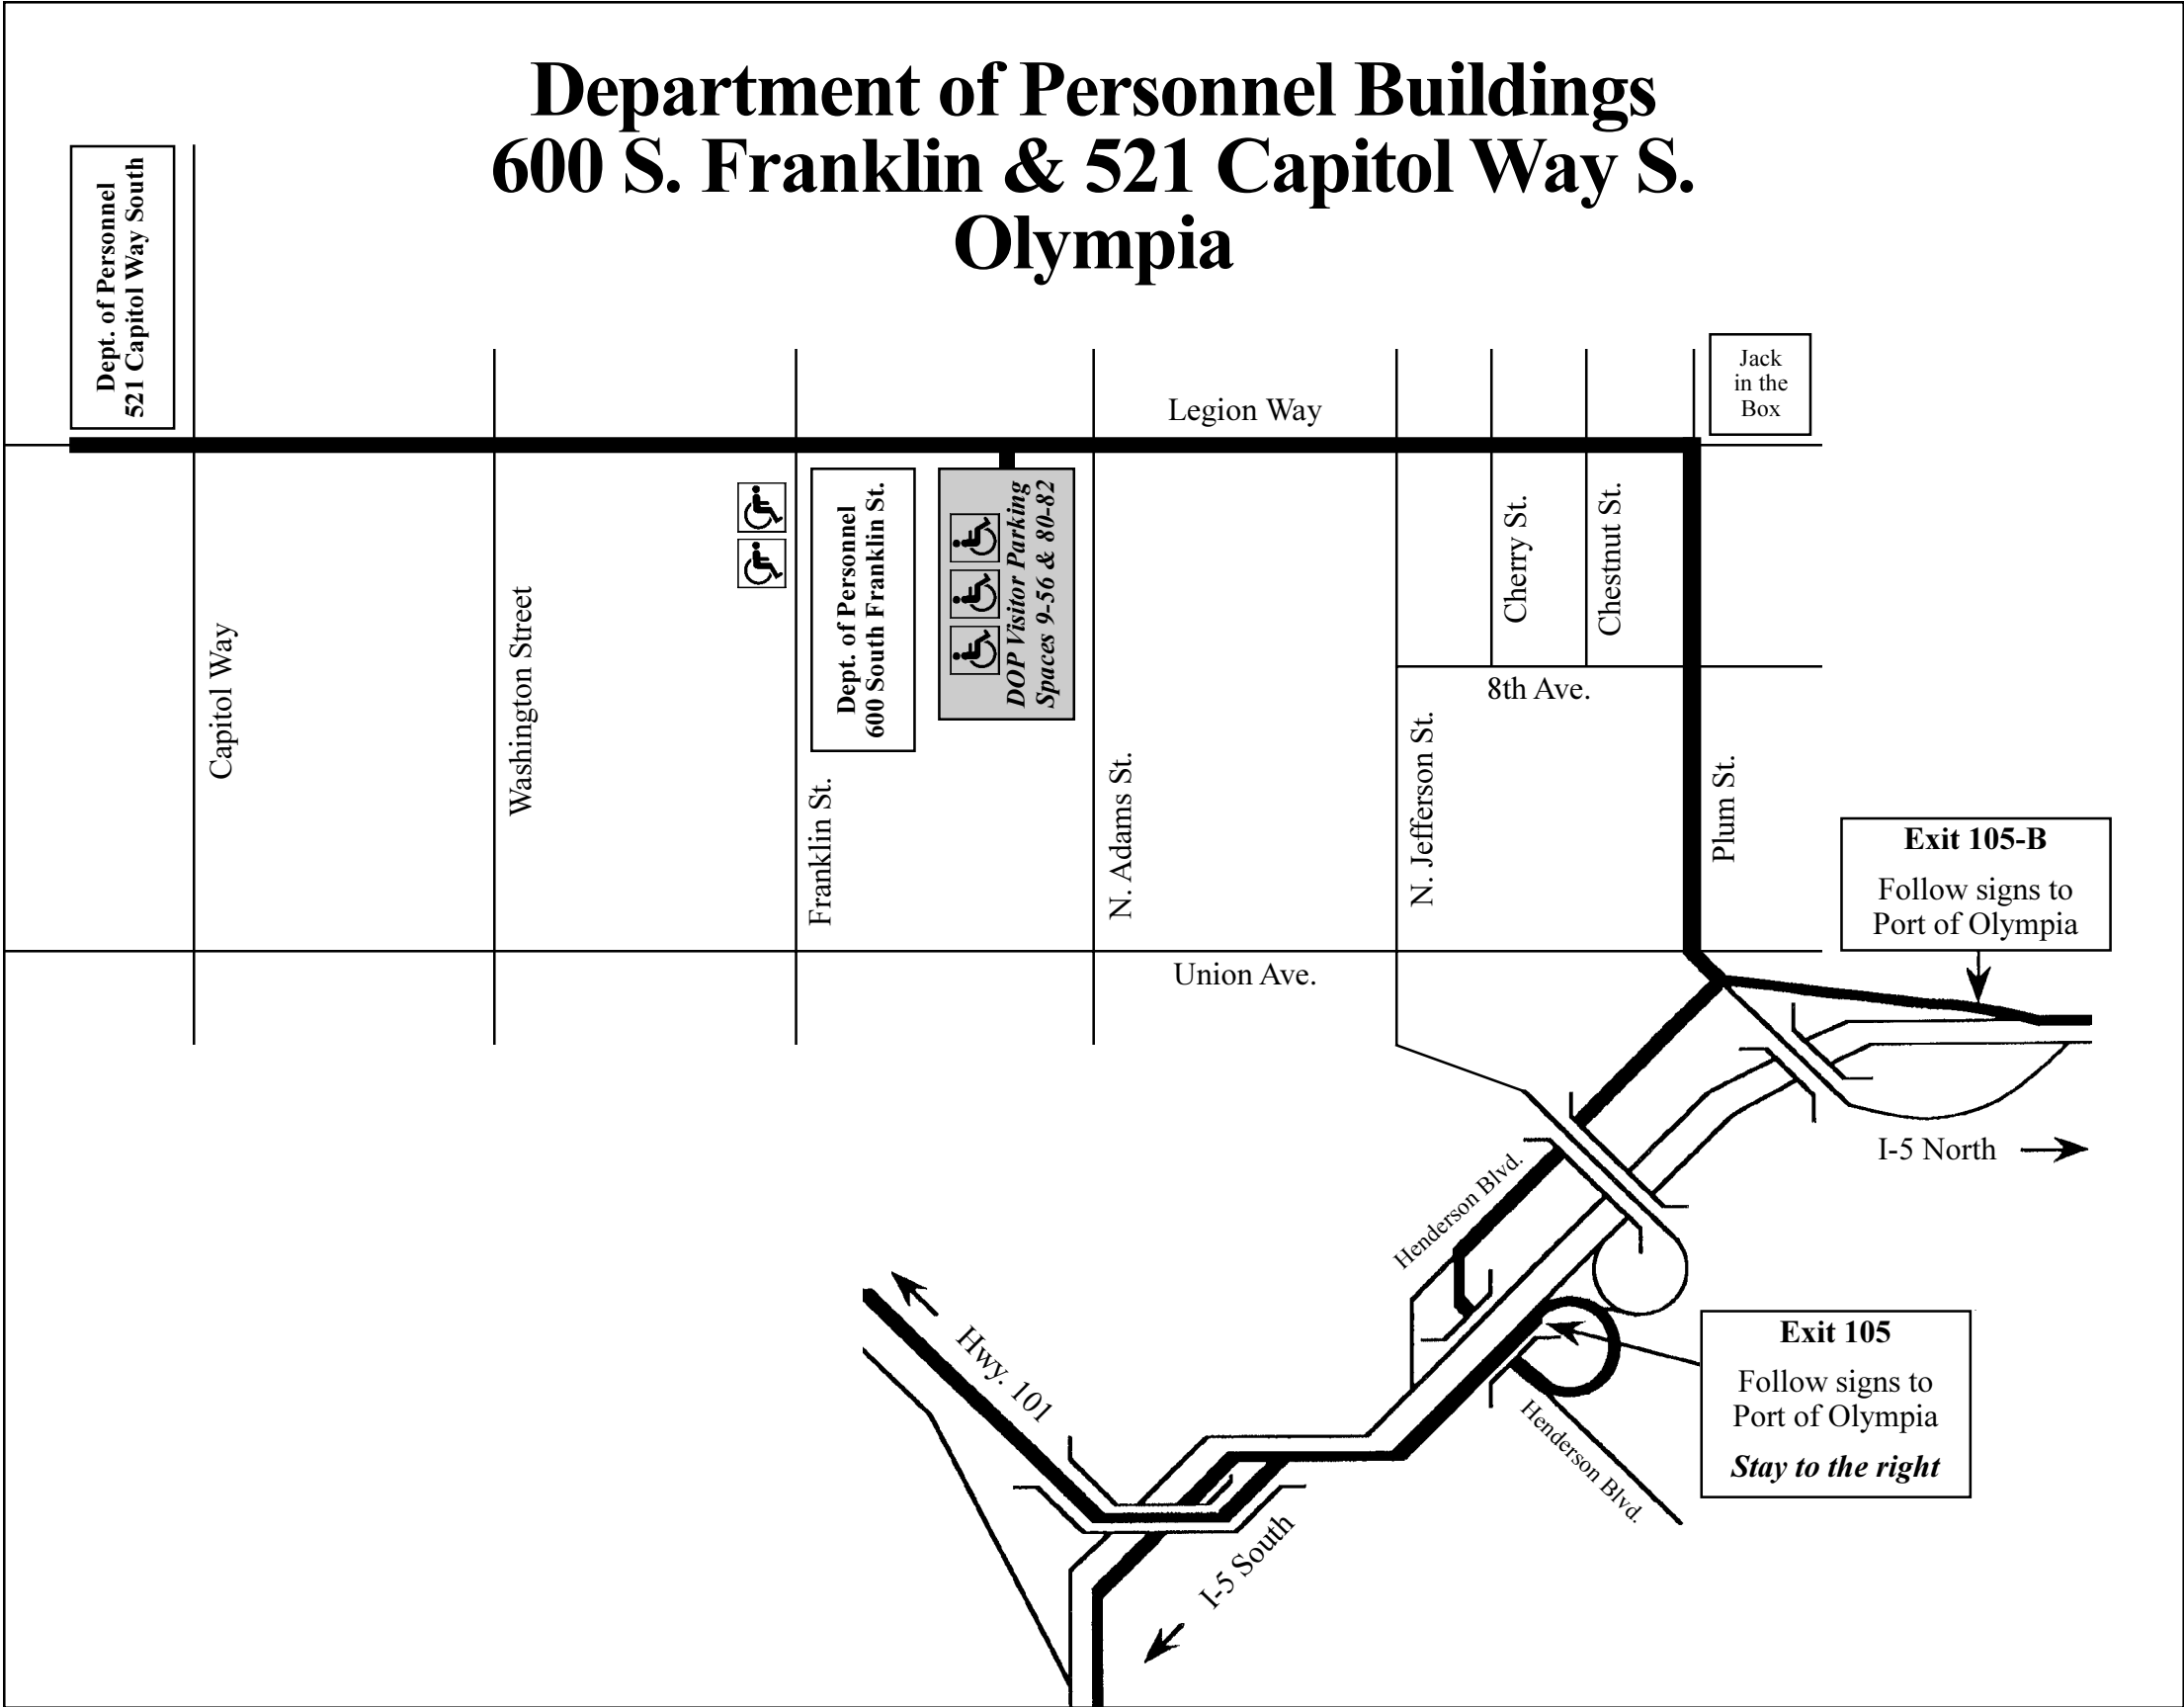 Department of Personnel Buildings
600 S. Franklin & 521 Capitol Way S.
Olympia
Dept. of Personnel
521 Capitol Way South
Jack
in the
Box
Legion Way
Dept. of Personnel
600 South Franklin St.
DOP Visitor Parking
Spaces 9-56 & 80-82
Cherry St.
Chestnut St.
Capitol Way
Washington Street
Franklin St.
N. Adams St.
8th Ave.
N. Jefferson St.
Plum St.
Exit 105-B
Follow signs to
Port of Olympia
Union Ave.
I-5 North
Henderson Blvd.
Hwy. 101
Exit 105
Follow signs to
Port of Olympia
Stay to the right
Henderson Blvd.
I-5 South